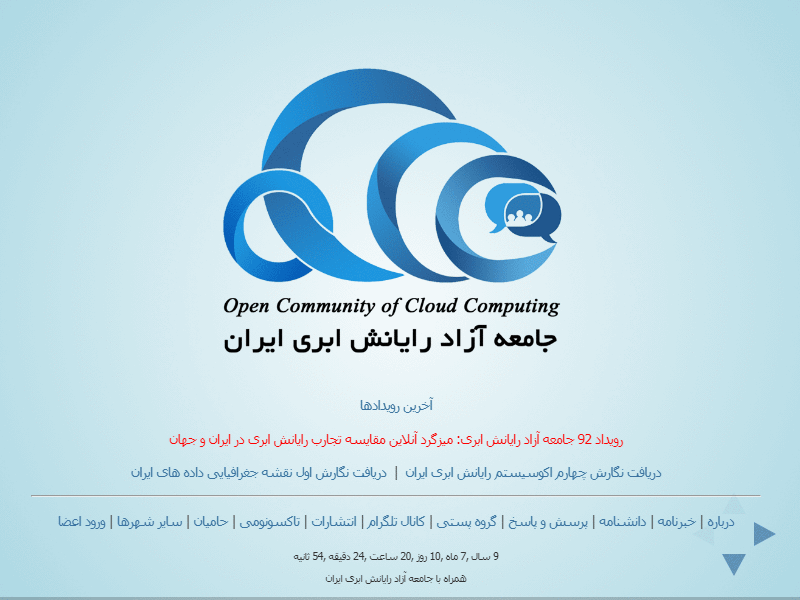 Open Community of Cloud Computing
جامعه آزاد رایانش ابری ایران
آخرین رویدادها
رویداد 92 جامعه آزاد رایانش ابری: میزگرد آنلاین مقایسه تجارب رایانش ابری در ایران و جهان
دریافت نگارش چهارم اکوسیستم رایانش ابری ایران | دریافت نگارش اول نقشه جغرافیایی داده های ایران
درباره | خبرنامه | دانشنامه | پرسش و پاسخ | گروه پستی | کانال تلگرام | انتشارات | تاکسونومی | حامیان | سایر شهرها | ورود اعضا
9 سال ,7 ماه ,10 روز ,20 ساعت ,24 دقیقه ,54 ثانیه
همراه با جامعه آزاد رایانش ابری ایران